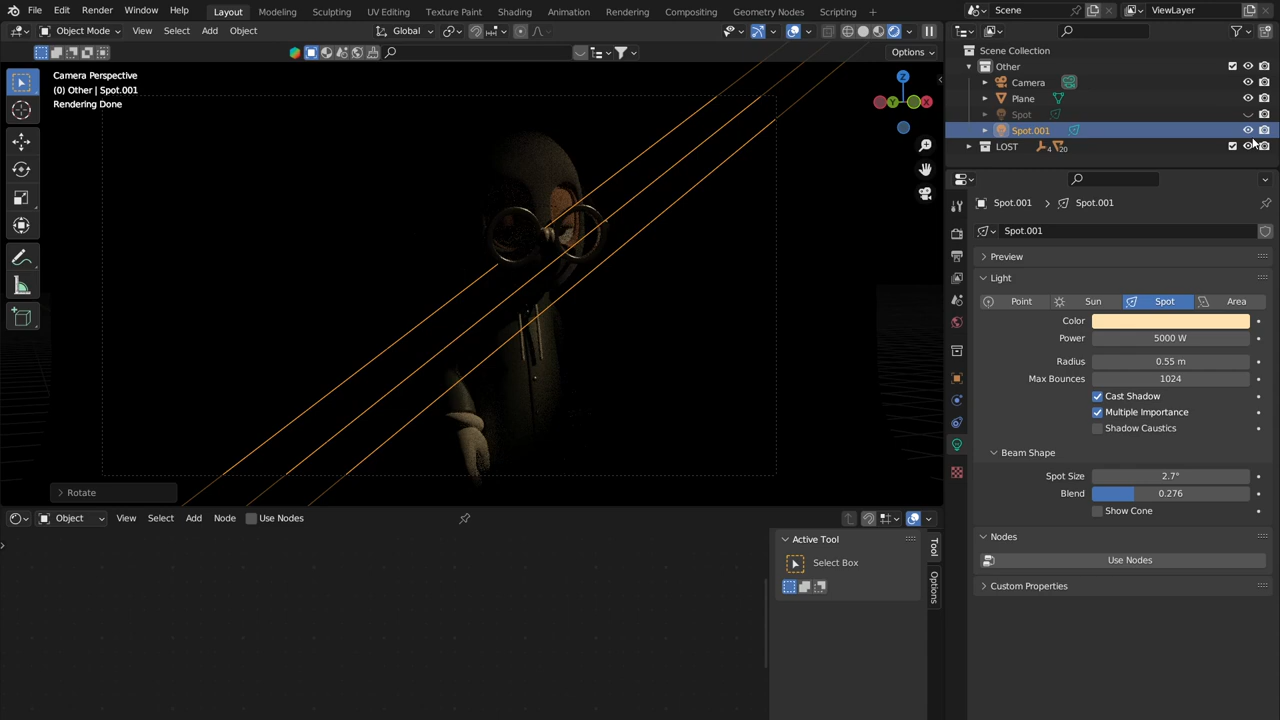 File Edit Render Window Help Layout Modeling Sculpting UV Editing Texture Paint Shading Animation Rendering Compositing Geometry Nodes Scripting + Scene ViewLayer
Object Mode View Select Add Object Global
Options
Camera Perspective
(0) Other | Spot.001
Rendering Done
Z
Y
X
Rotate
Scene Collection
Other
Camera
Plane
Spot
Spot.001
LOST 4 20
Spot.001 > Spot.001
Spot.001
Preview
Light
Point Sun Spot Area
Color
Power 5000 W
Radius 0.55 m
Max Bounces 1024
Cast Shadow
Multiple Importance
Shadow Caustics
Beam Shape
Spot Size 2.7°
Blend 0.276
Show Cone
Nodes
Use Nodes
Custom Properties
Object View Select Add Node Use Nodes
Active Tool
Select Box
Tool
Options